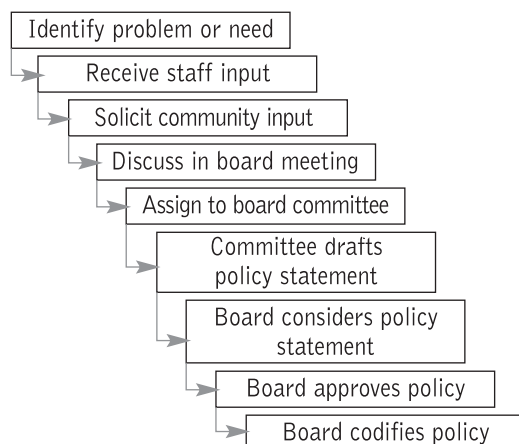 Identify problem or need
Receive staff input
Solicit community input
Discuss in board meeting
Assign to board committee
Committee drafts
policy statement
Board considers policy
statement
Board approves policy
Board codifies policy